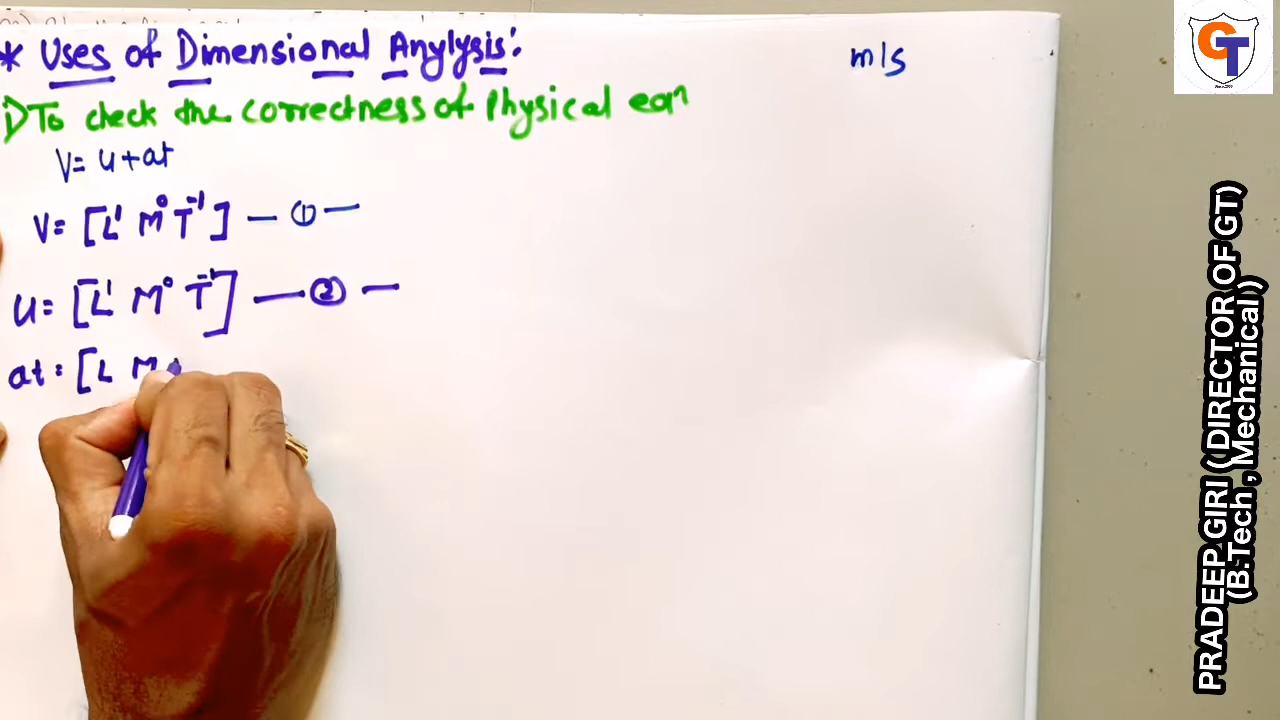 * Uses of Dimensional Anylysis:
m/s
1) To check the correctness of Physical eqn
V= u+at
V= [L¹ M⁰ T⁻¹] — ① —
u= [L¹ M⁰ T⁻¹] — ② —
at = [L M
GT
PRADEEP GIRI ( DIRECTOR OF GT)
(B.Tech , Mechanical )